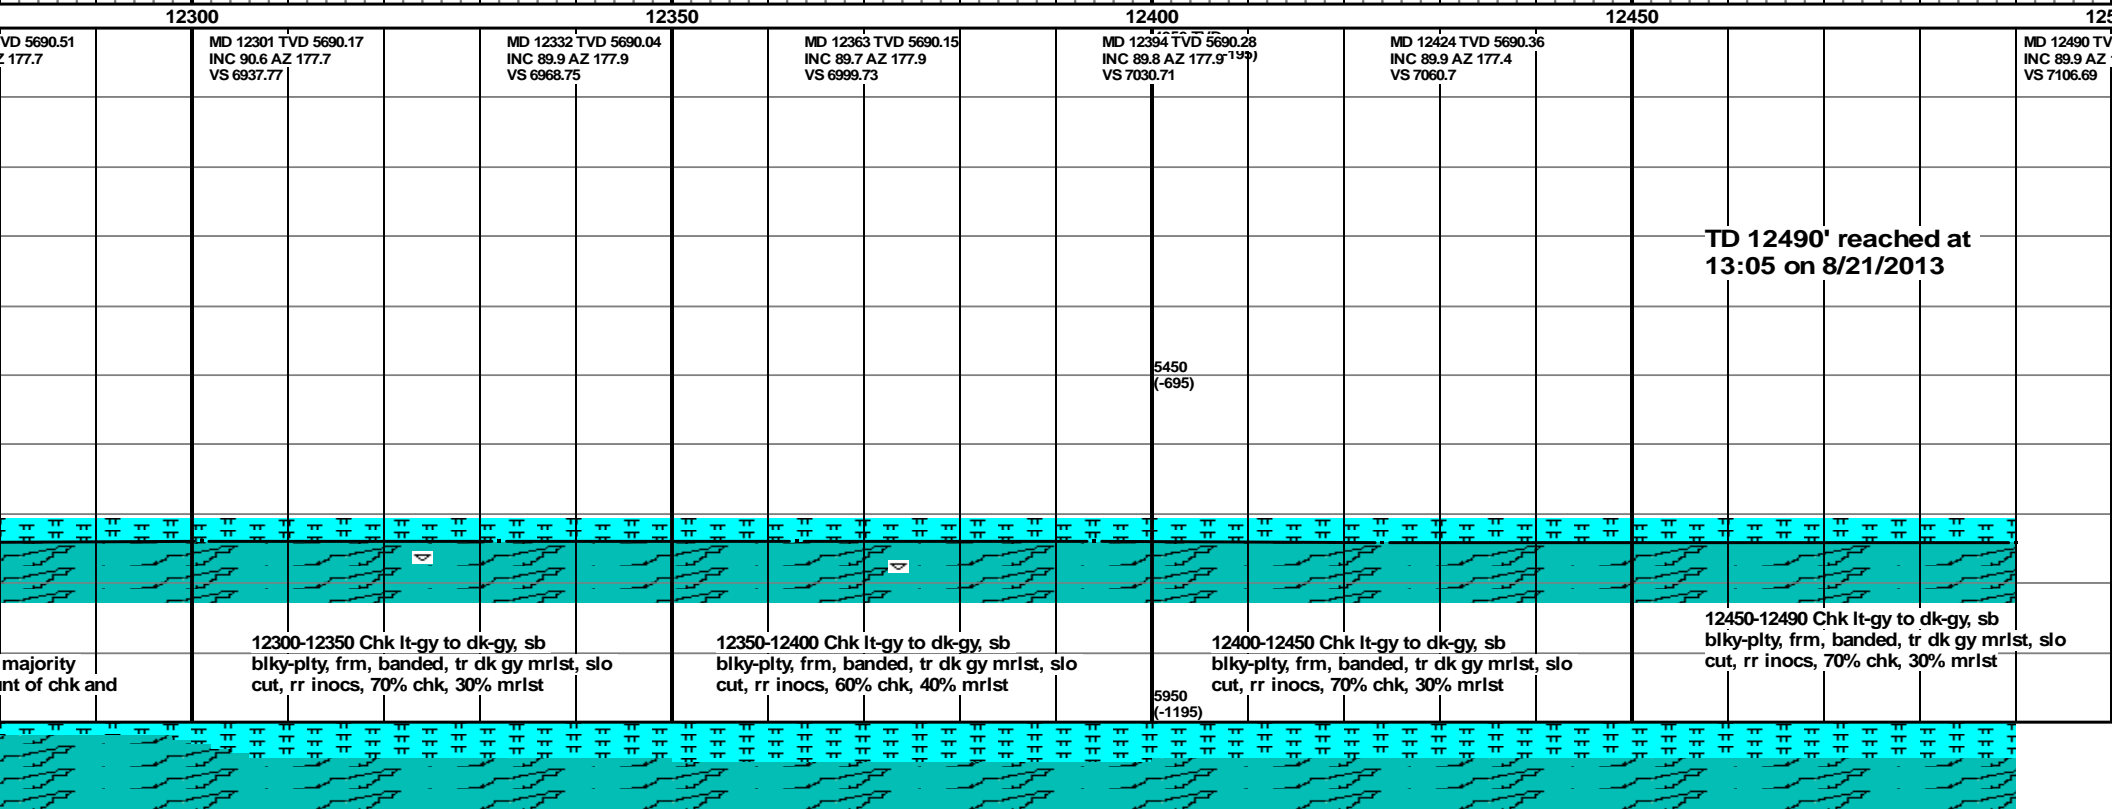 12300
12350
12400
12450
VD 5690.51
177.7
MD 12301 TVD 5690.17
INC 90.6 AZ 177.7
VS 6937.77
MD 12332 TVD 5690.04
INC 89.9 AZ 177.9
VS 6968.75
MD 12363 TVD 5690.15
INC 89.7 AZ 177.9
VS 6999.73
MD 12394 TVD 5690.28
INC 89.8 AZ 177.9
VS 7030.71
-195)
MD 12424 TVD 5690.36
INC 89.9 AZ 177.4
VS 7060.7
MD 12490 TV
INC 89.9 AZ
VS 7106.69
TD 12490' reached at
13:05 on 8/21/2013
5450
(-695)
majority
nt of chk and
12300-12350 Chk lt-gy to dk-gy, sb
blky-plty, frm, banded, tr dk gy mrlst, slo
cut, rr inocs, 70% chk, 30% mrlst
12350-12400 Chk lt-gy to dk-gy, sb
blky-plty, frm, banded, tr dk gy mrlst, slo
cut, rr inocs, 60% chk, 40% mrlst
12400-12450 Chk lt-gy to dk-gy, sb
blky-plty, frm, banded, tr dk gy mrlst, slo
cut, rr inocs, 70% chk, 30% mrlst
12450-12490 Chk lt-gy to dk-gy, sb
blky-plty, frm, banded, tr dk gy mrlst, slo
cut, rr inocs, 70% chk, 30% mrlst
5950
(-1195)